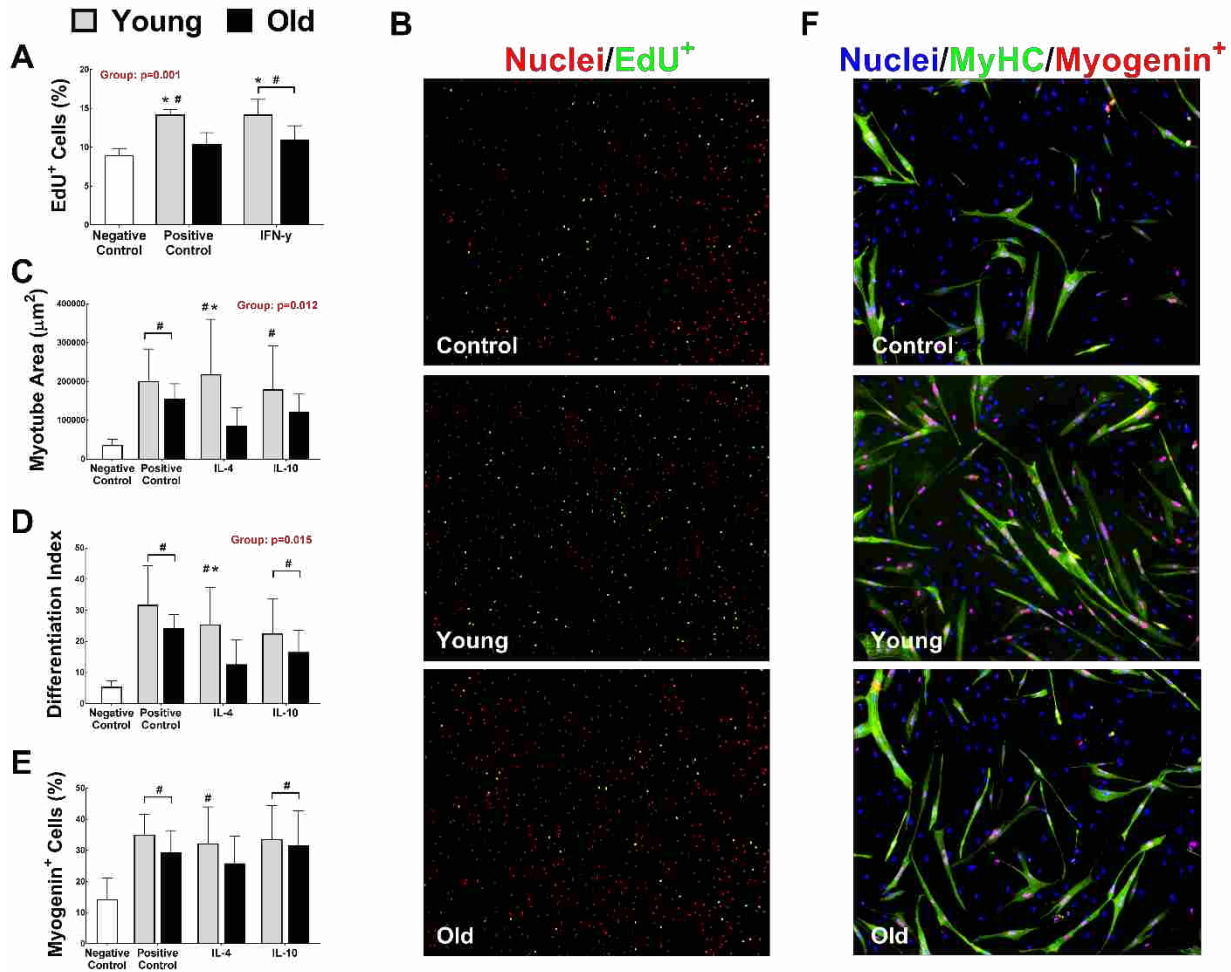 Young Old
A
EdU+ Cells (%)
Group: p=0.001
20
15
10
5
0
* #
* #
Negative Control
Positive Control
IFN-y
B
Nuclei/EdU+
Control
Young
Old
C
Myotube Area (μm2)
Group: p=0.012
400000
300000
200000
100000
0
#
# *
#
Negative Control
Positive Control
IL-4
IL-10
D
Differentiation Index
Group: p=0.015
50
40
30
20
10
0
#
# *
#
Negative Control
Positive Control
IL-4
IL-10
E
Myogenin+ Cells (%)
50
40
30
20
10
0
#
#
#
Negative Control
Positive Control
IL-4
IL-10
F
Nuclei/MyHC/Myogenin+
Control
Young
Old